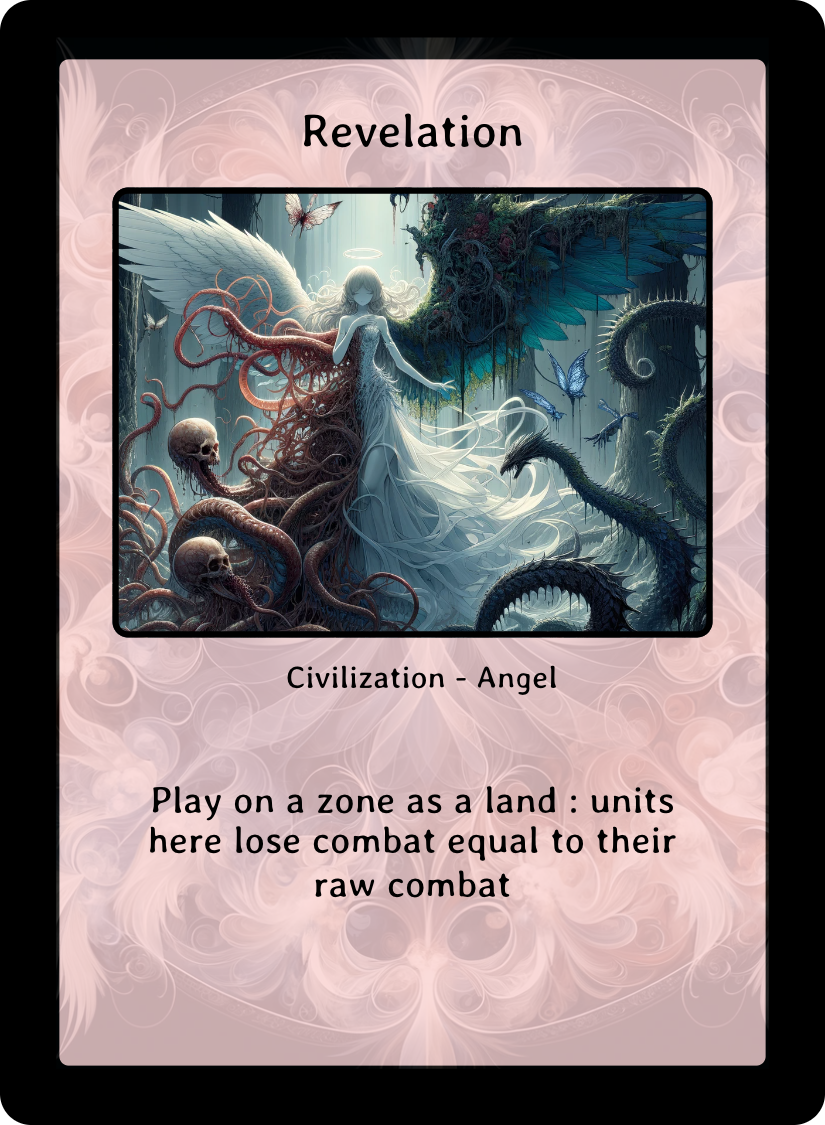 Revelation
Civilization - Angel
Play on a zone as a land : units
here lose combat equal to their
raw combat